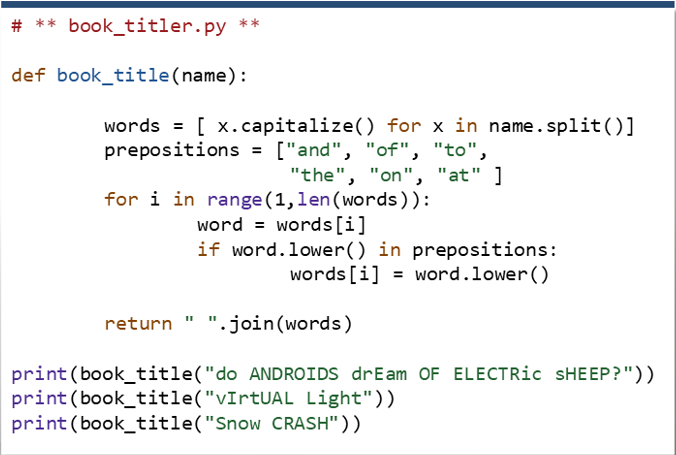 # ** book_titler.py **
def book_title(name):
words = [ x.capitalize() for x in name.split()]
prepositions = ["and", "of", "to",
"the", "on", "at" ]
for i in range(1,len(words)):
word = words[i]
if word.lower() in prepositions:
words[i] = word.lower()
return " ".join(words)
print(book_title("do ANDROIDS drEam OF ELECTRic sHEEP?"))
print(book_title("vIrtUAL Light"))
print(book_title("Snow CRASH"))